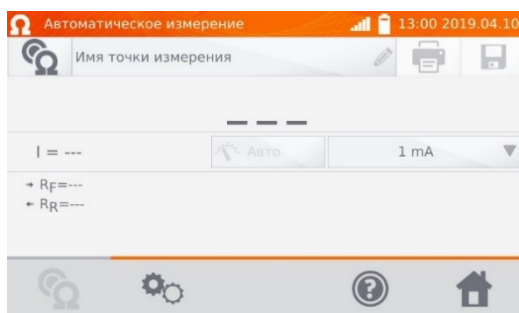 Автоматическое измерение 13:00 2019.04.10
Имя точки измерения
---
I = --- Авто 1 mA
→ RF=---
← RR=---